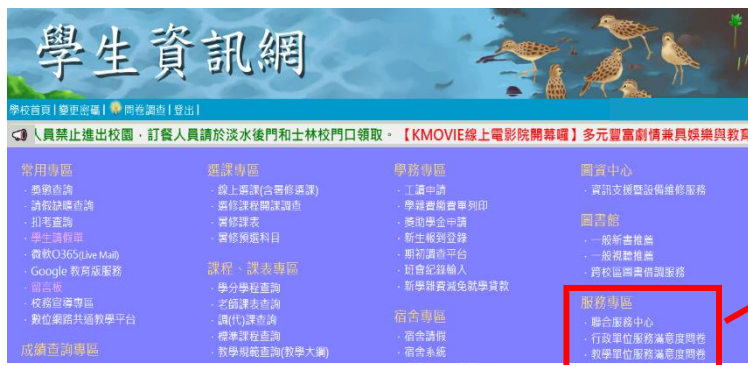 學生資訊網
學校首頁 | 變更密碼 | 問卷調查 | 登出 |
人員禁止進出校園，訂餐人員請於淡水後門和士林校門口領取。【KMOVIE線上電影院開幕囉】多元豐富劇情兼具娛樂與教育
常用專區
· 獎懲查詢
· 請假缺曠查詢
· 扣考查詢
· 學生請假單
· 微軟O365(Live Mail)
· Google 教育版服務
· 留言板
· 校務宣導專區
· 數位網路共通教學平台
成績查詢專區
選課專區
· 線上選課(含暑修選課)
· 選修課程開課調查
· 暑修課表
· 暑修預選科目
課程、課表專區
· 學分學程查詢
· 老師課表查詢
· 調(代)課查詢
· 標準課程查詢
· 教學規範查詢(教學大綱)
學務專區
· 工讀申請
· 學雜費繳費單列印
· 獎助學金申請
· 新生報到登錄
· 期初調查平台
· 班會紀錄輸入
· 新學雜費減免就學貸款
宿舍專區
· 宿舍請假
· 宿舍系統
圖資中心
· 資訊支援暨設備維修服務
圖書館
· 一般新書推薦
· 一般視聽推薦
· 跨校區圖書借調服務
服務專區
· 聯合服務中心
· 行政單位服務滿意度問卷
· 教學單位服務滿意度問卷